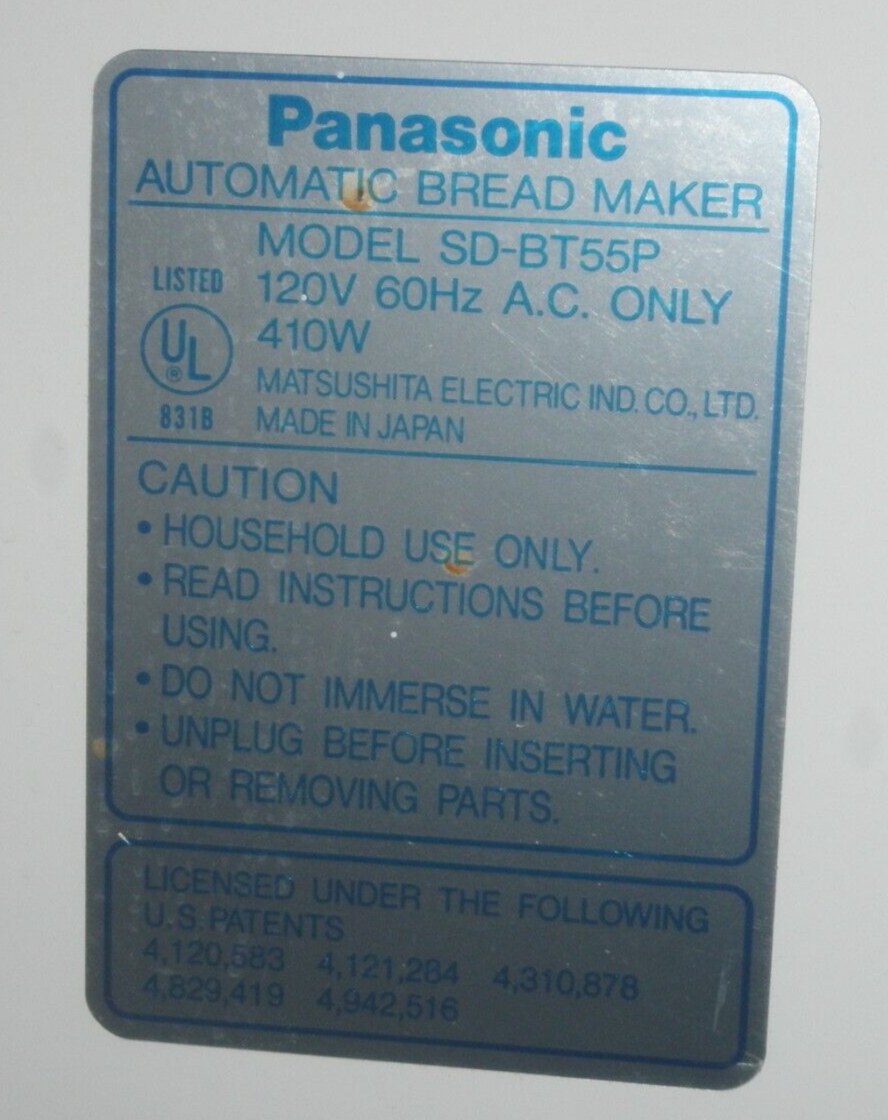 Panasonic
AUTOMATIC BREAD MAKER
MODEL SD-BT55P
LISTED
120V 60Hz A.C. ONLY
UL
®
410W
MATSUSHITA ELECTRIC IND. CO., LTD.
831B
MADE IN JAPAN
CAUTION
• HOUSEHOLD USE ONLY.
• READ INSTRUCTIONS BEFORE
USING.
• DO NOT IMMERSE IN WATER.
• UNPLUG BEFORE INSERTING
OR REMOVING PARTS.
LICENSED UNDER THE FOLLOWING
U.S. PATENTS
4,120,583 4,121,284 4,310,878
4,829,419 4,942,516